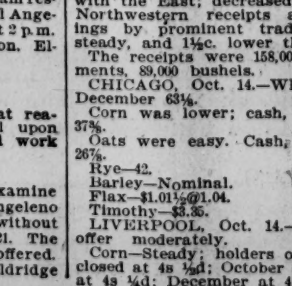 l Ange-
t 2 p.m.
on. El-
at rea-
l upon
l work
xamine
ngeleno
without
21. The
offered.
ldridge
with the East; decreased
Northwestern receipts a
ings by prominent trad
steady, and 1½c. lower th
The receipts were 158,00
ments, 89,000 bushels.
CHICAGO, Oct. 14.—Wh
December 63⅛.
Corn was lower; cash,
37⅜.
Oats were easy. Cash,
26⅞.
Rye—42.
Barley—Nominal.
Flax—$1.01½@1.04.
Timothy—$3.35.
LIVERPOOL, Oct. 14.—
offer moderately.
Corn—Steady; holders o
closed at 4s ½d; October
at 4s ¼d; December at 4